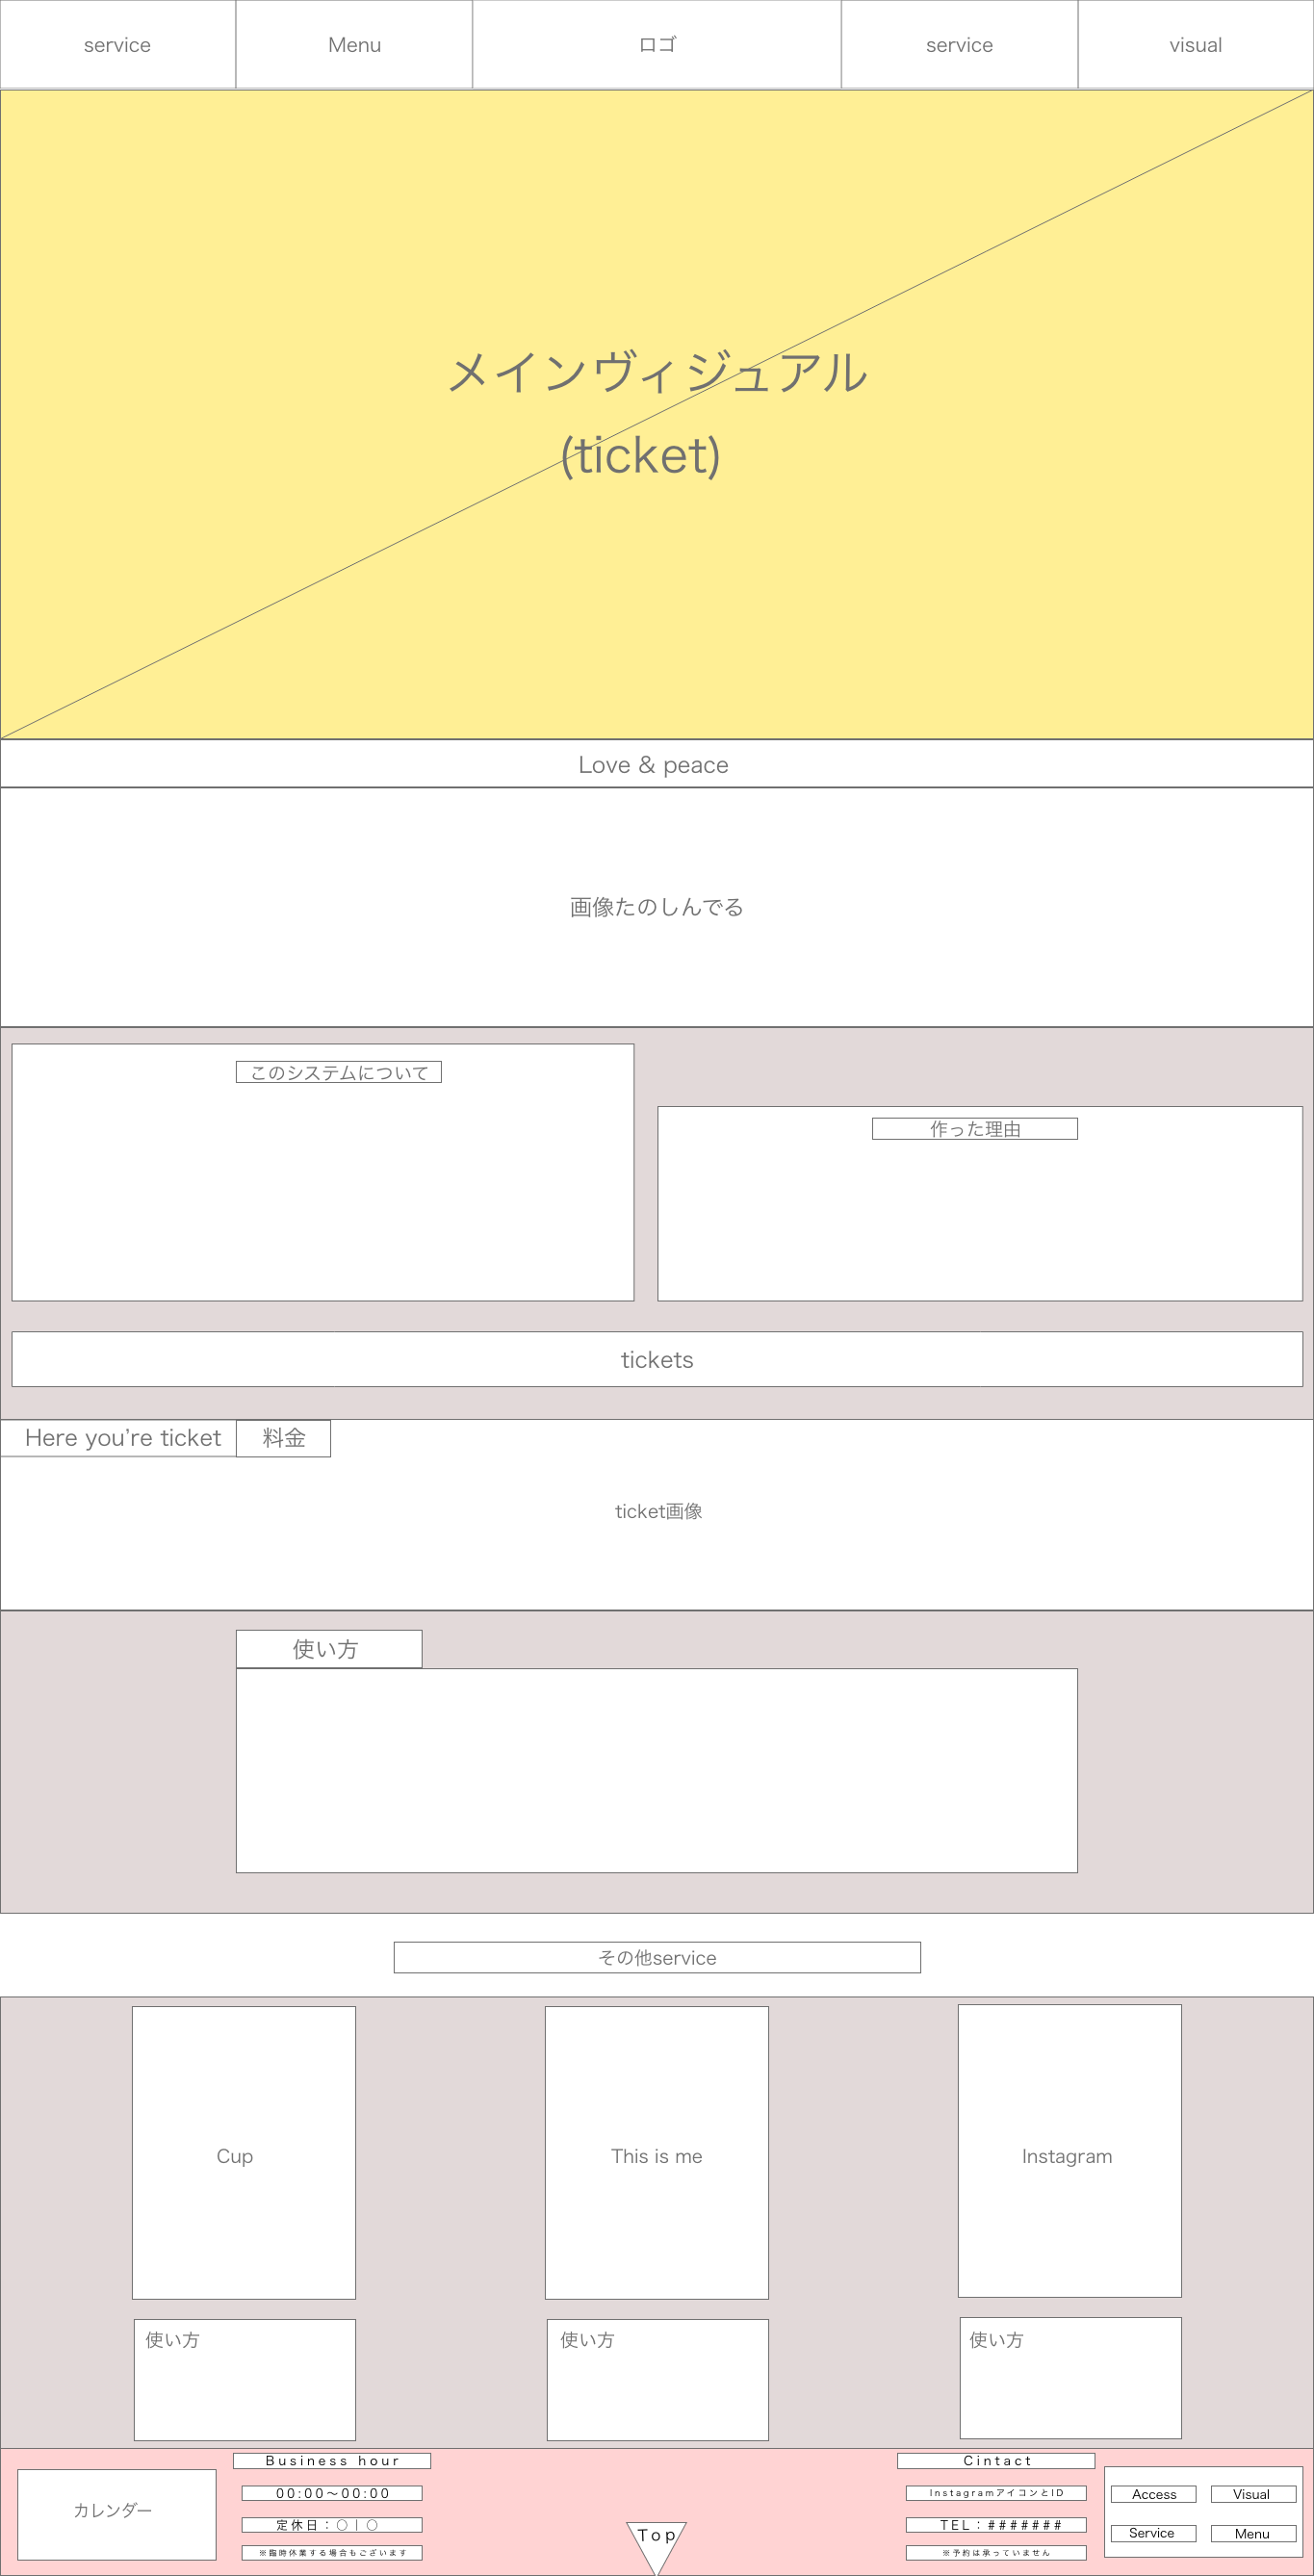 service
Menu
ロゴ
service
visual
メインヴィジュアル
(ticket)
Love & peace
画像たのしんでる
このシステムについて
作った理由
tickets
Here you’re ticket
料金
ticket画像
使い方
その他service
Cup
This is me
Instagram
使い方
使い方
使い方
カレンダー
Business hour
00:00〜00:00
定休日：○｜○
※臨時休業する場合もございます
Top
Cintact
InstagramアイコンとID
TEL：#######
※予約は承っていません
Access
Visual
Service
Menu